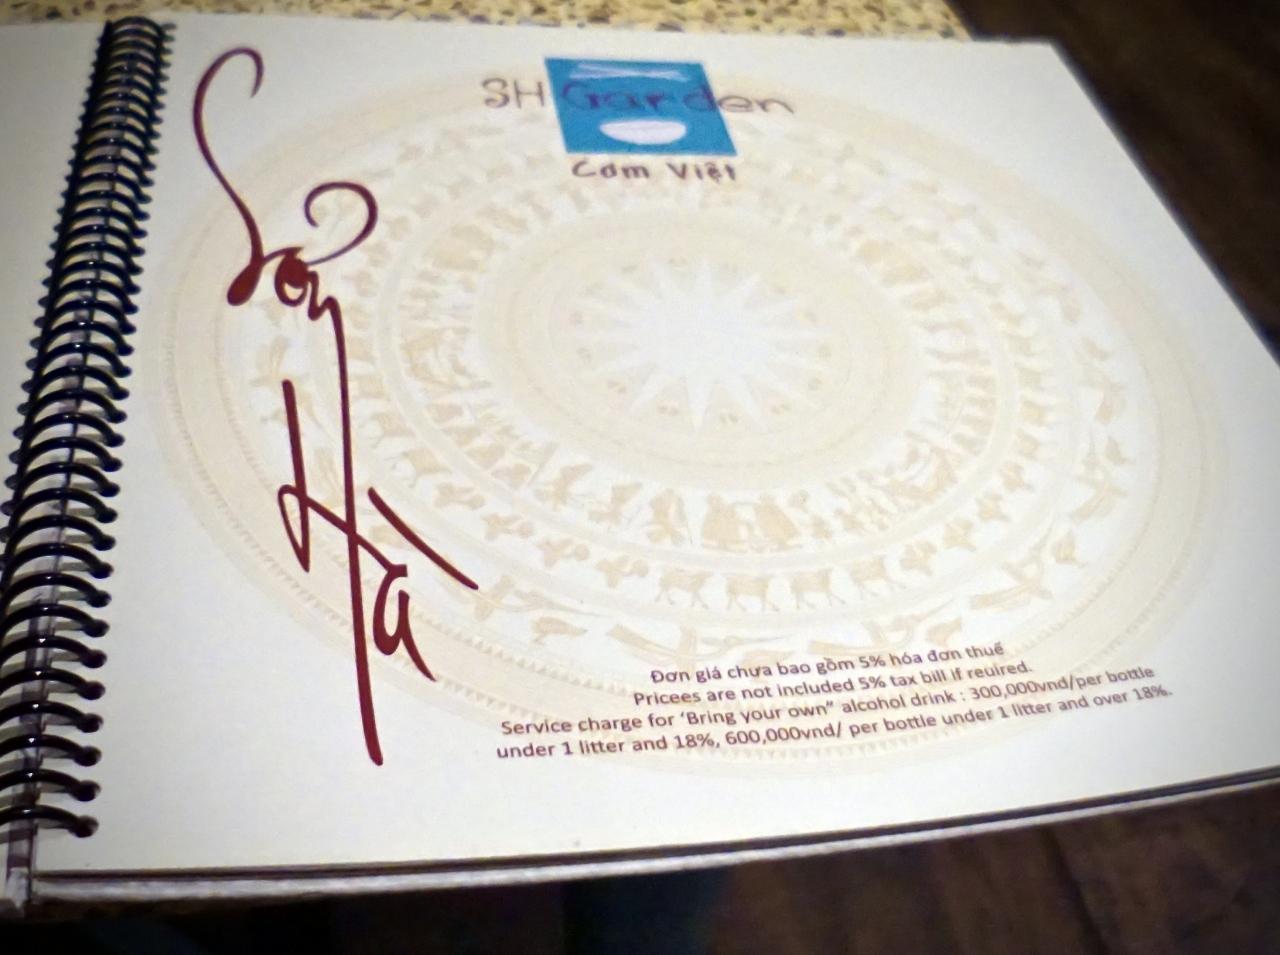 SH Garden
Cơm Việt
Sơn
Hà
Đơn giá chưa bao gồm 5% hóa đơn thuế
Pricees are not included 5% tax bill if reuired.
Service charge for ‘Bring your own” alcohol drink : 300,000vnd/per bottle
under 1 litter and 18%, 600,000vnd/ per bottle under 1 litter and over 18%.